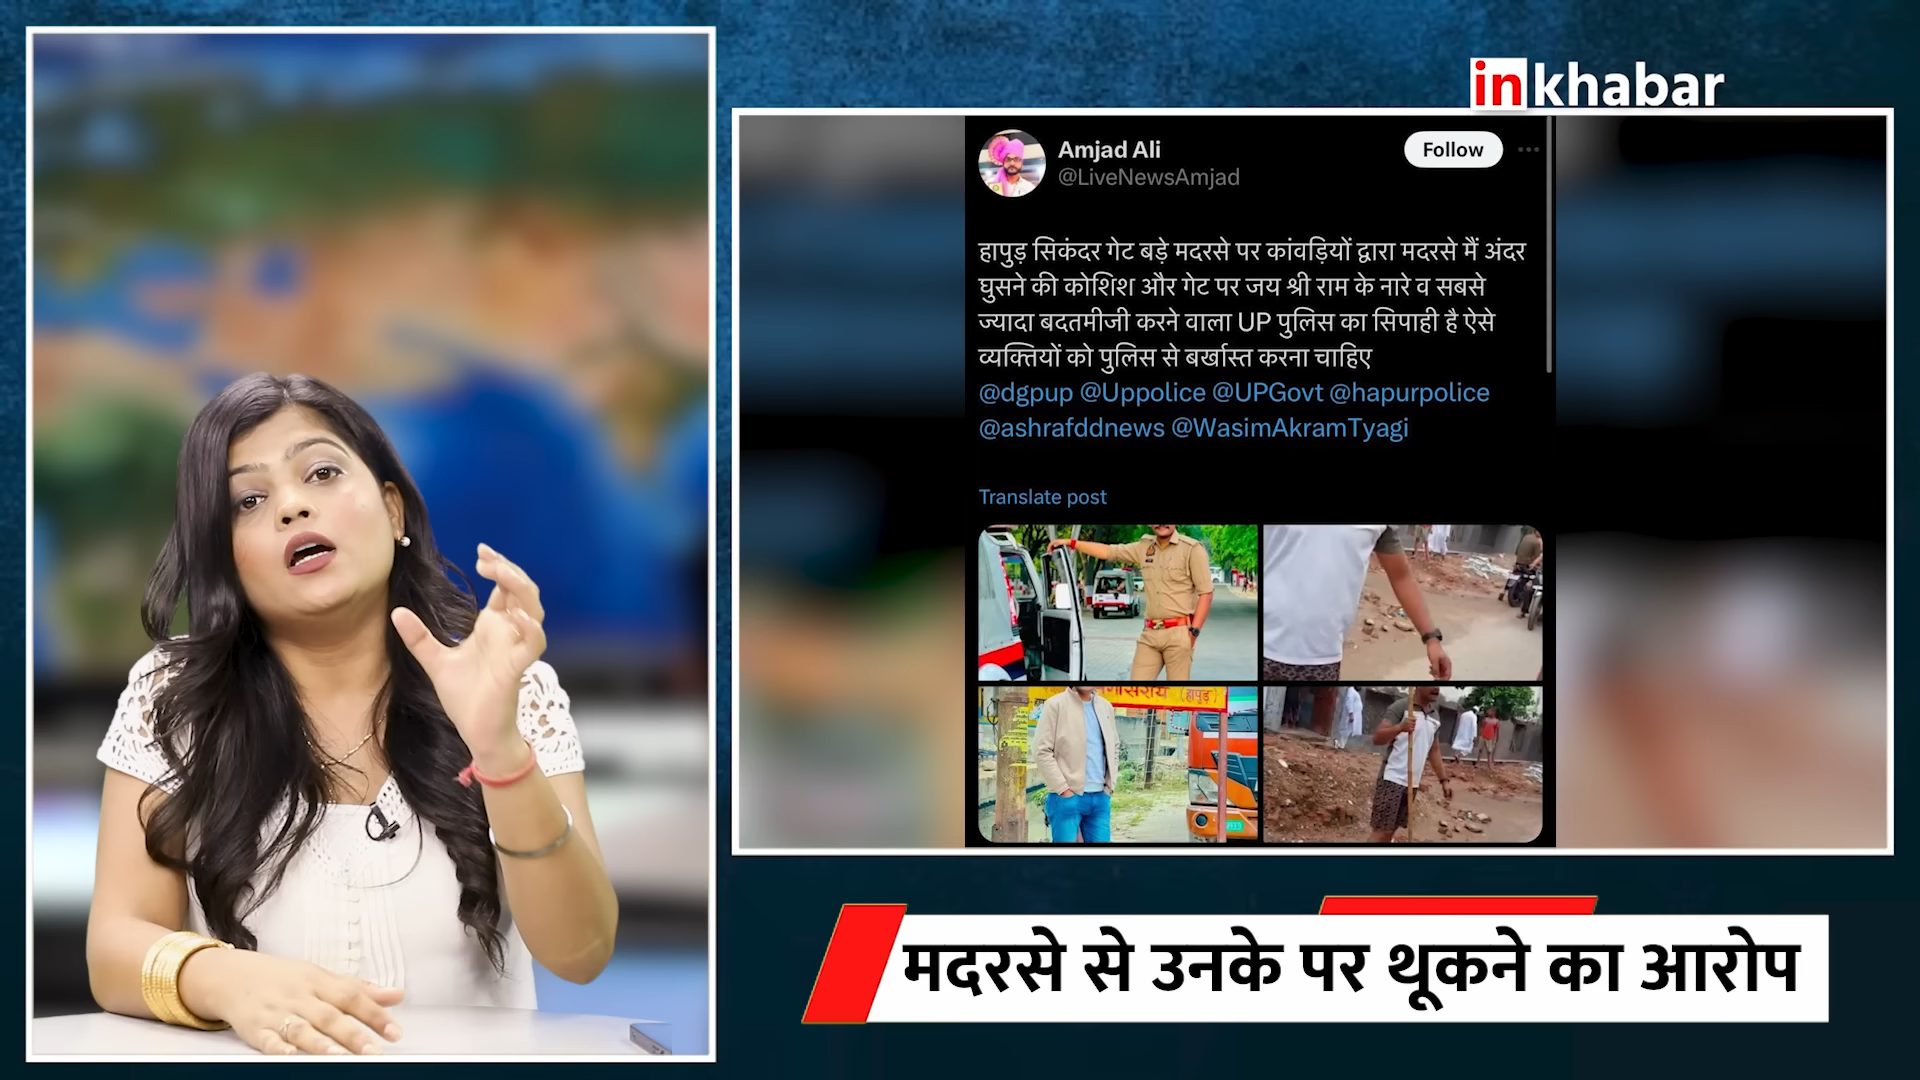 inkhabar
Amjad Ali
@LiveNewsAmjad
Follow
हापुड़ सिकंदर गेट बड़े मदरसे पर कांवड़ियों द्वारा मदरसे मैं अंदर
घुसने की कोशिश और गेट पर जय श्री राम के नारे व सबसे
ज्यादा बदतमीजी करने वाला UP पुलिस का सिपाही है ऐसे
व्यक्तियों को पुलिस से बर्खास्त करना चाहिए
@dgpup @Uppolice @UPGovt @hapurpolice
@ashrafddnews @WasimAkramTyagi
Translate post
(हापुड़)
मदरसे से उनके पर थूकने का आरोप